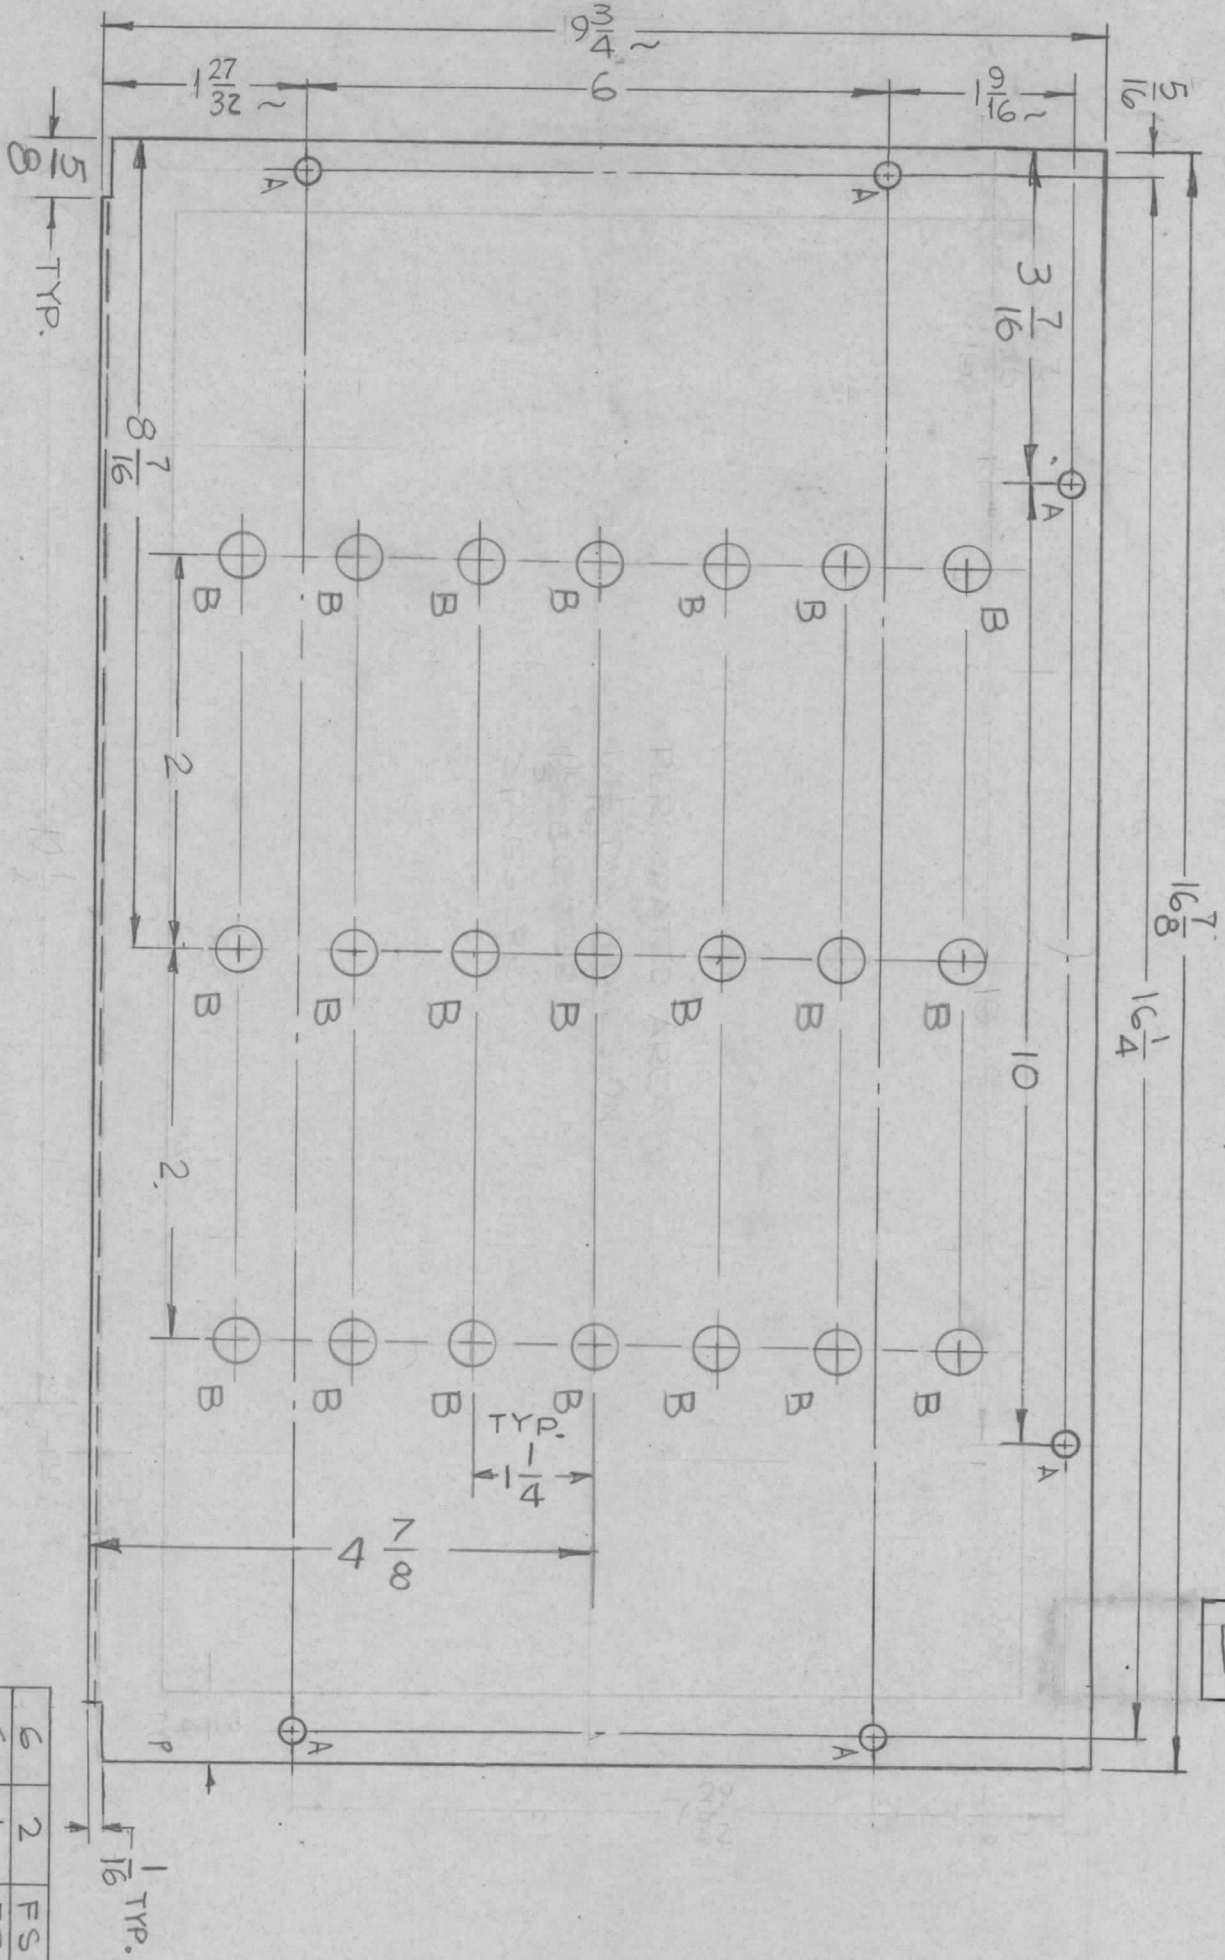 9 3/4 ~
1 27/32 ~
6
1 9/16 ~
5/16
5/8
TYP.
A
A
3 7/16
A
8 7/16
16 7/8
16 1/4
B B B B B B B
2
10
B B B B B B B
2.
B B B B B B B
TYP.
1 1/4
A
4 7/8
A
A
P
1/16 TYP.
6 2 FS